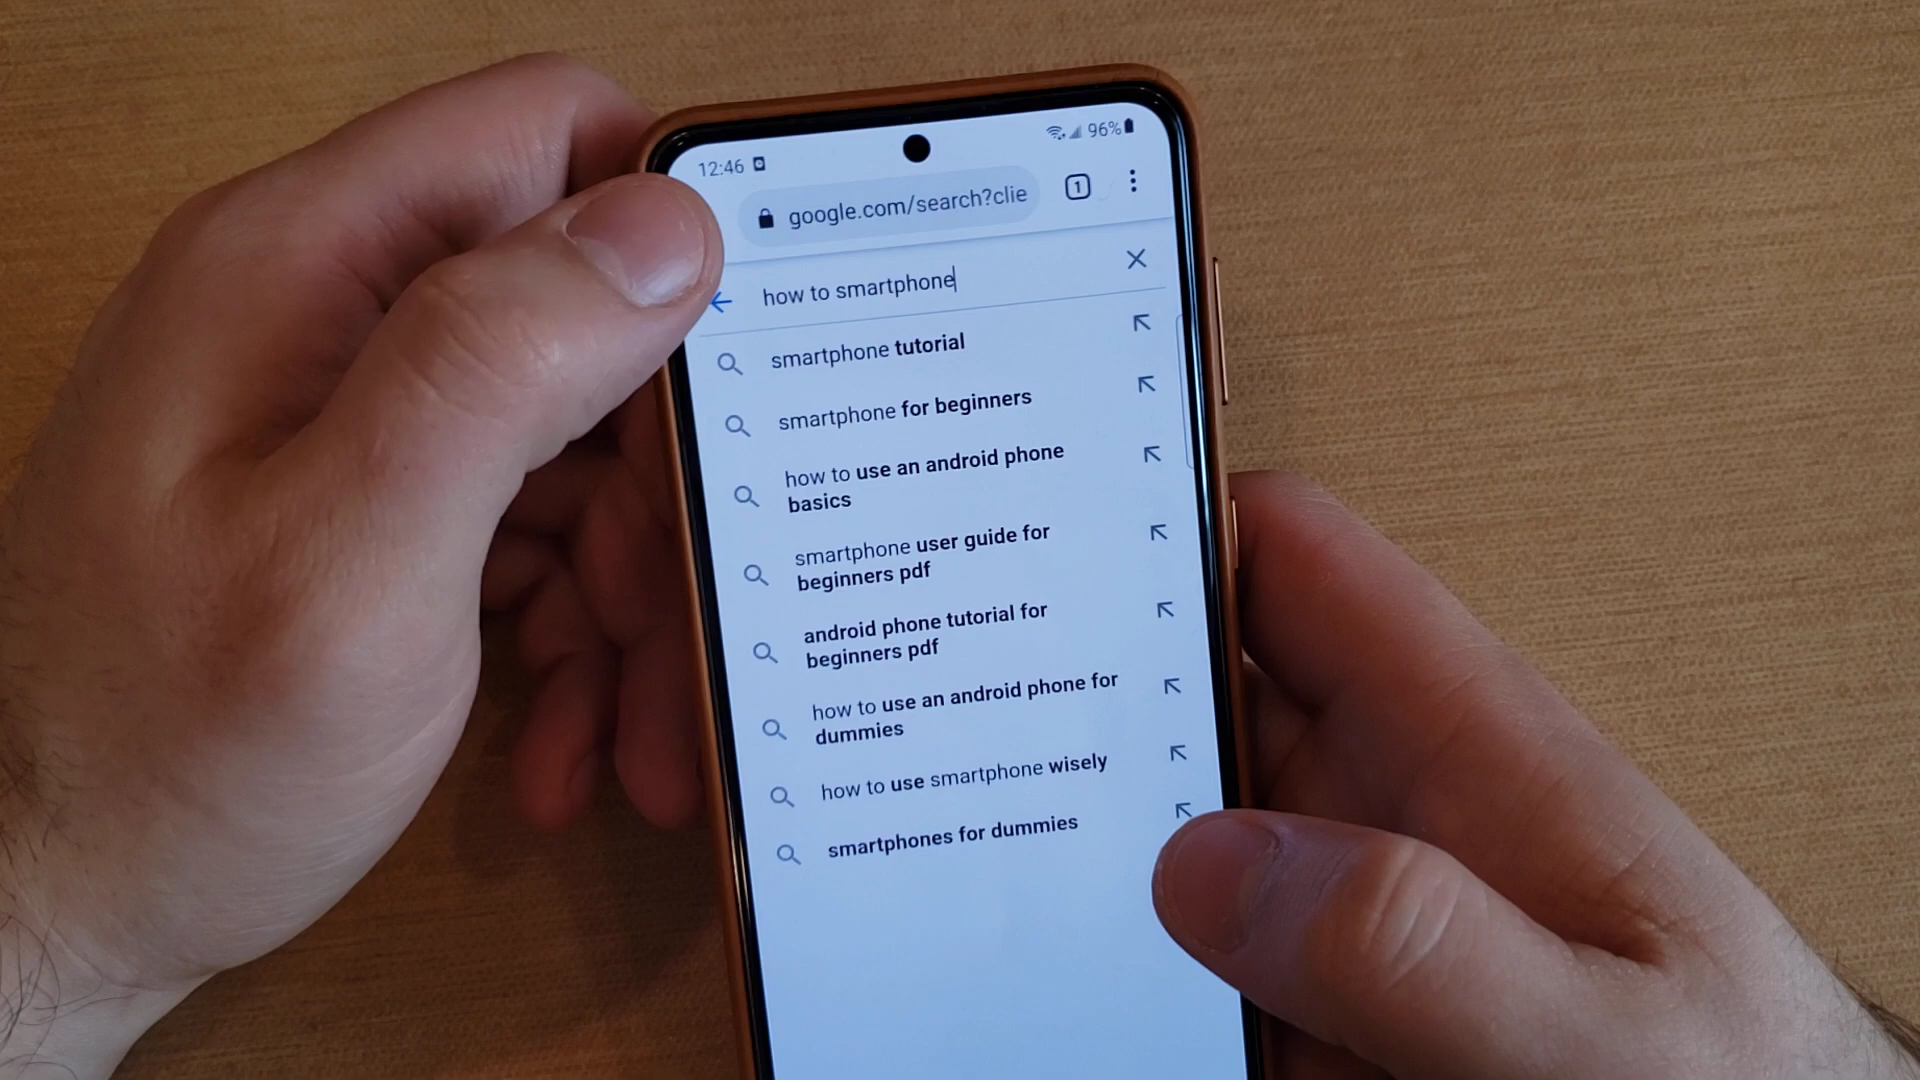 12:46
96%
google.com/search?clie
1
how to smartphone
smartphone tutorial
smartphone for beginners
how to use an android phone
basics
smartphone user guide for
beginners pdf
android phone tutorial for
beginners pdf
how to use an android phone for
dummies
how to use smartphone wisely
smartphones for dummies